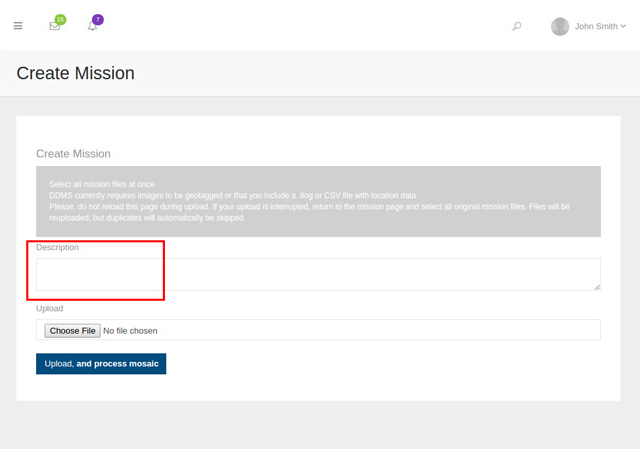 15
7
John Smith
Create Mission
Create Mission
Select all mission files at once
DDMS currently requires images to be geotagged or that you include a .tlog or CSV file with location data.
Please, do not reload this page during upload. If your upload is interrupted, return to the mission page and select all original mission files. Files will be
reuploaded, but duplicates will automatically be skipped.
Description
Upload
Choose File No file chosen
Upload, and process mosaic